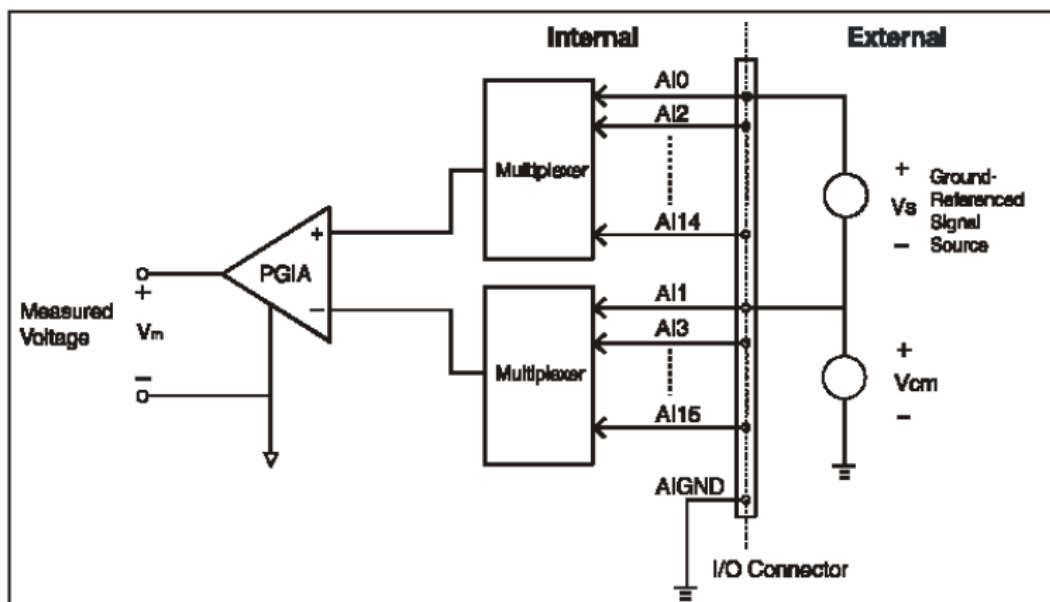 Internal
External
AI0
AI2
Multiplexer
AI14
+
Vs
−
Ground-
Referenced
Signal
Source
+
PGIA
−
Measured
Voltage
+
Vm
−
AI1
AI3
Multiplexer
AI15
+
Vcm
−
AIGND
I/O Connector